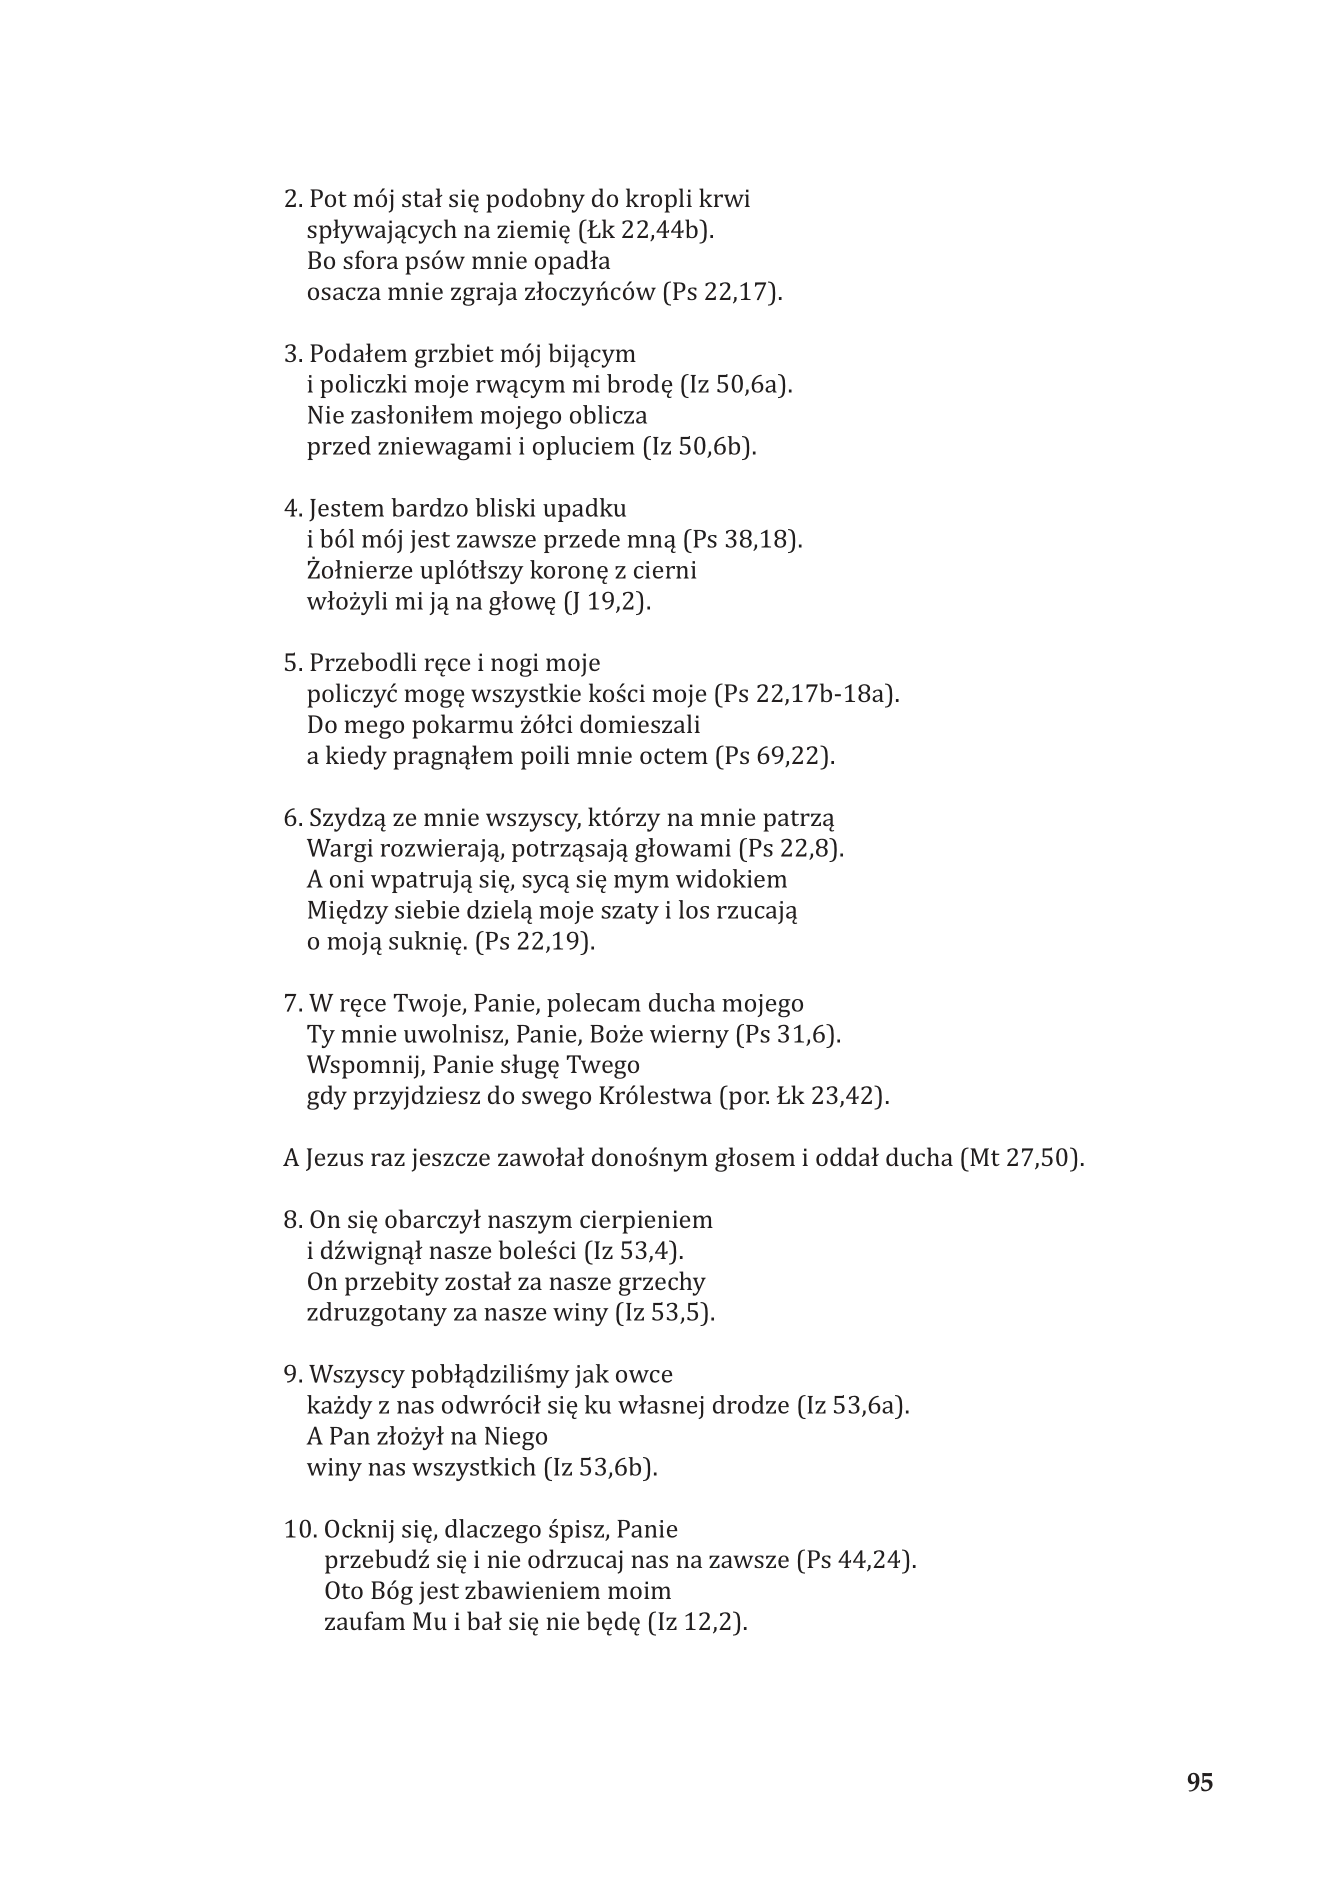 2. Pot mój stał się podobny do kropli krwi
spływających na ziemię (Łk 22,44b).
Bo sfora psów mnie opadła
osacza mnie zgraja złoczyńców (Ps 22,17).
3. Podałem grzbiet mój bijącym
i policzki moje rwącym mi brodę (Iz 50,6a).
Nie zasłoniłem mojego oblicza
przed zniewagami i opluciem (Iz 50,6b).
4. Jestem bardzo bliski upadku
i ból mój jest zawsze przede mną (Ps 38,18).
Żołnierze uplótłszy koronę z cierni
włożyli mi ją na głowę (J 19,2).
5. Przebodli ręce i nogi moje
policzyć mogę wszystkie kości moje (Ps 22,17b-18a).
Do mego pokarmu żółci domieszali
a kiedy pragnąłem poili mnie octem (Ps 69,22).
6. Szydzą ze mnie wszyscy, którzy na mnie patrzą
Wargi rozwierają, potrząsają głowami (Ps 22,8).
A oni wpatrują się, sycą się mym widokiem
Między siebie dzielą moje szaty i los rzucają
o moją suknię. (Ps 22,19).
7. W ręce Twoje, Panie, polecam ducha mojego
Ty mnie uwolnisz, Panie, Boże wierny (Ps 31,6).
Wspomnij, Panie sługę Twego
gdy przyjdziesz do swego Królestwa (por. Łk 23,42).
A Jezus raz jeszcze zawołał donośnym głosem i oddał ducha (Mt 27,50).
8. On się obarczył naszym cierpieniem
i dźwignął nasze boleści (Iz 53,4).
On przebity został za nasze grzechy
zdruzgotany za nasze winy (Iz 53,5).
9. Wszyscy pobłądziliśmy jak owce
każdy z nas odwrócił się ku własnej drodze (Iz 53,6a).
A Pan złożył na Niego
winy nas wszystkich (Iz 53,6b).
10. Ocknij się, dlaczego śpisz, Panie
przebudź się i nie odrzucaj nas na zawsze (Ps 44,24).
Oto Bóg jest zbawieniem moim
zaufam Mu i bał się nie będę (Iz 12,2).
95